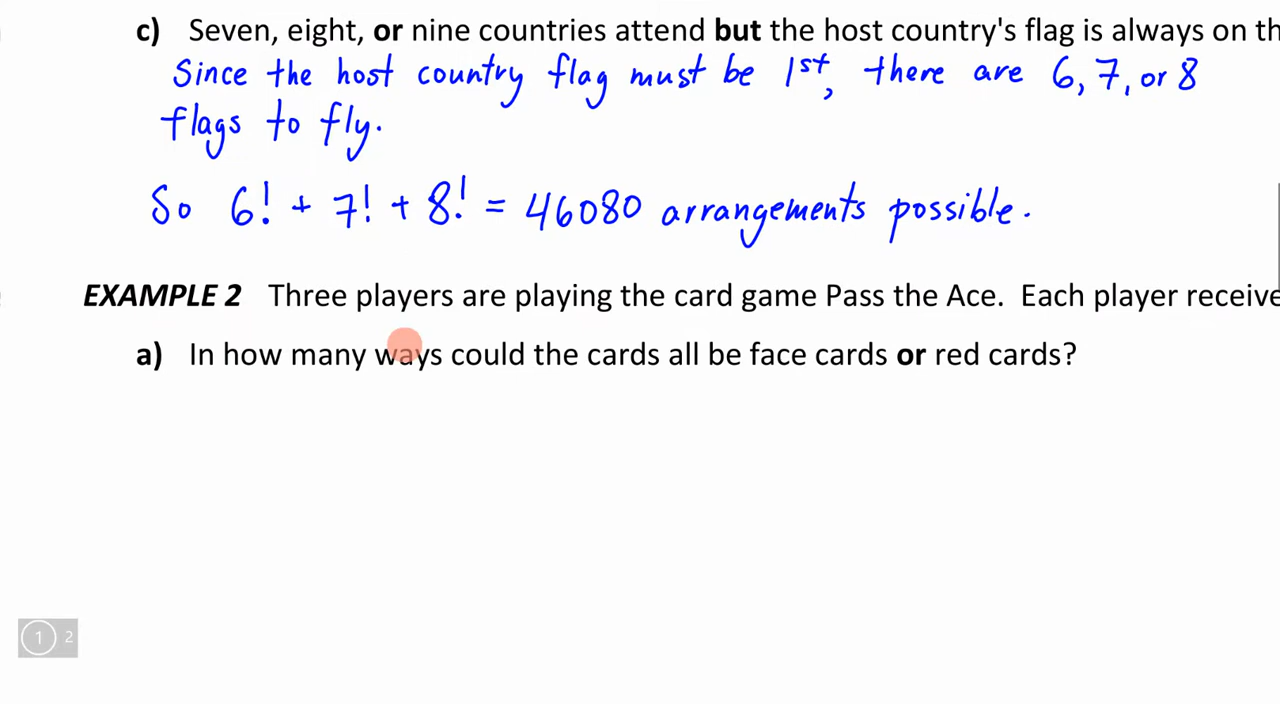 c) Seven, eight, or nine countries attend but the host country's flag is always on th
Since the host country flag must be 1st, there are 6, 7, or 8
flags to fly.
So 6! + 7! + 8! = 46080 arrangements possible.
EXAMPLE 2 Three players are playing the card game Pass the Ace. Each player receive
a) In how many ways could the cards all be face cards or red cards?
1 2